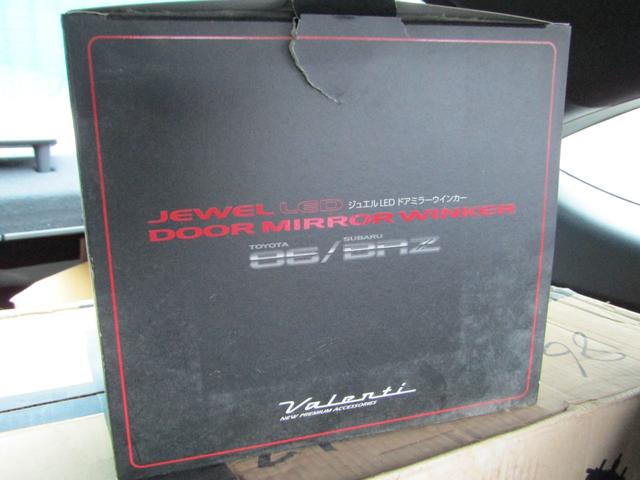 JEWEL LED ジュエルLED ドアミラーウインカー
DOOR MIRROR WINKER
TOYOTA SUBARU
86/BRZ
Valenti
NEW PREMIUM ACCESSORIES
98